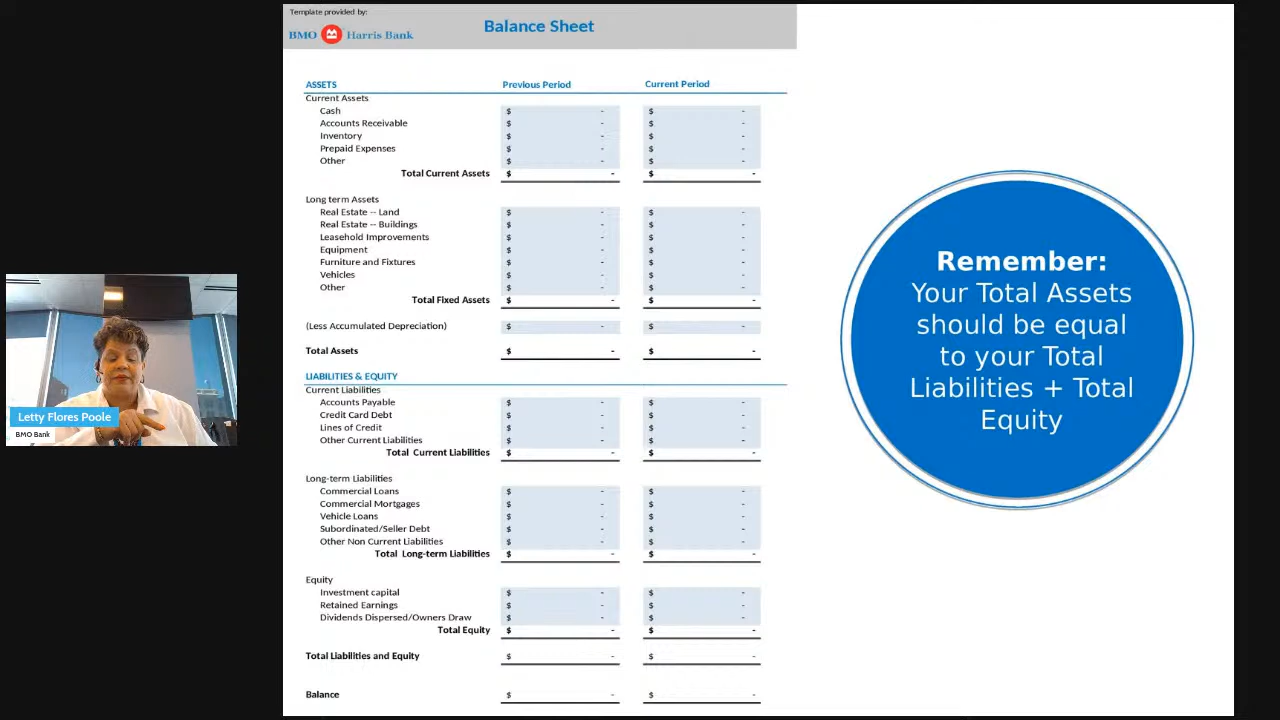 Template provided by:
BMO Harris Bank
Balance Sheet
ASSETS Previous Period Current Period
Current Assets
Cash $ - $ -
Accounts Receivable $ - $ -
Inventory $ - $ -
Prepaid Expenses $ - $ -
Other $ - $ -
Total Current Assets $ - $ -
Long term Assets
Real Estate -- Land $ - $ -
Real Estate -- Buildings $ - $ -
Leasehold Improvements $ - $ -
Equipment $ - $ -
Furniture and Fixtures $ - $ -
Vehicles $ - $ -
Other $ - $ -
Total Fixed Assets $ - $ -
(Less Accumulated Depreciation) $ - $ -
Total Assets $ - $ -
LIABILITIES & EQUITY
Current Liabilities
Accounts Payable $ - $ -
Credit Card Debt $ - $ -
Lines of Credit $ - $ -
Other Current Liabilities $ - $ -
Total Current Liabilities $ - $ -
Long-term Liabilities
Commercial Loans $ - $ -
Commercial Mortgages $ - $ -
Vehicle Loans $ - $ -
Subordinated/Seller Debt $ - $ -
Other Non Current Liabilities $ - $ -
Total Long-term Liabilities $ - $ -
Equity
Investment capital $ - $ -
Retained Earnings $ - $ -
Dividends Dispersed/Owners Draw $ - $ -
Total Equity $ - $ -
Total Liabilities and Equity $ - $ -
Balance $ - $ -
Remember:
Your Total Assets
should be equal
to your Total
Liabilities + Total
Equity
Letty Flores Poole
BMO Bank